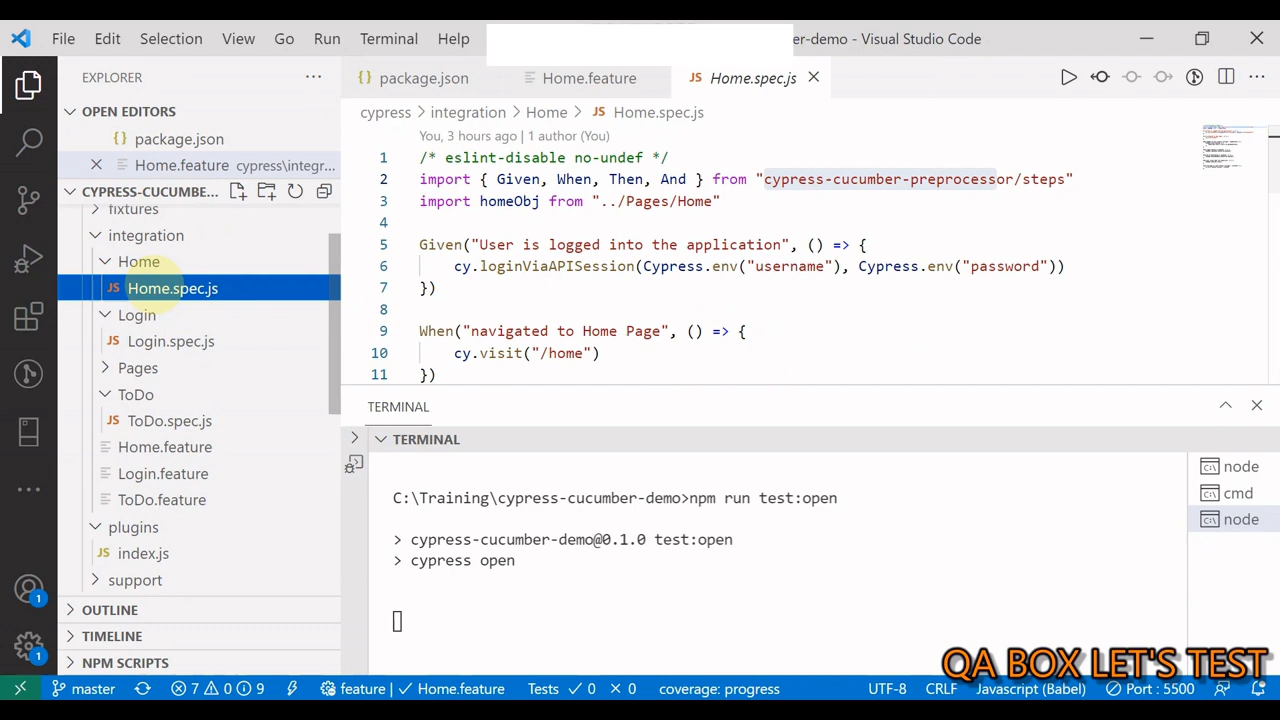 File Edit Selection View Go Run Terminal Help
ber-demo - Visual Studio Code
EXPLORER
OPEN EDITORS
package.json
Home.feature cypress\integr...
CYPRESS-CUCUMBE...
fixtures
integration
Home
JS Home.spec.js
Login
JS Login.spec.js
Pages
ToDo
JS ToDo.spec.js
Home.feature
Login.feature
ToDo.feature
plugins
JS index.js
support
OUTLINE
TIMELINE
NPM SCRIPTS
1
1
{} package.json Home.feature JS Home.spec.js
cypress > integration > Home > JS Home.spec.js
You, 3 hours ago | 1 author (You)
1 /* eslint-disable no-undef */
2 import { Given, When, Then, And } from "cypress-cucumber-preprocessor/steps"
3 import homeObj from "../Pages/Home"
4
5 Given("User is logged into the application", () => {
6 cy.loginViaAPISession(Cypress.env("username"), Cypress.env("password"))
7 })
8
9 When("navigated to Home Page", () => {
10 cy.visit("/home")
11 })
TERMINAL
TERMINAL
C:\Training\cypress-cucumber-demo>npm run test:open
> cypress-cucumber-demo@0.1.0 test:open
> cypress open
node
cmd
node
QA BOX LET'S TEST
master 7 0 9 feature | ✓ Home.feature Tests ✓ 0 × 0 coverage: progress UTF-8 CRLF Javascript (Babel) Port : 5500